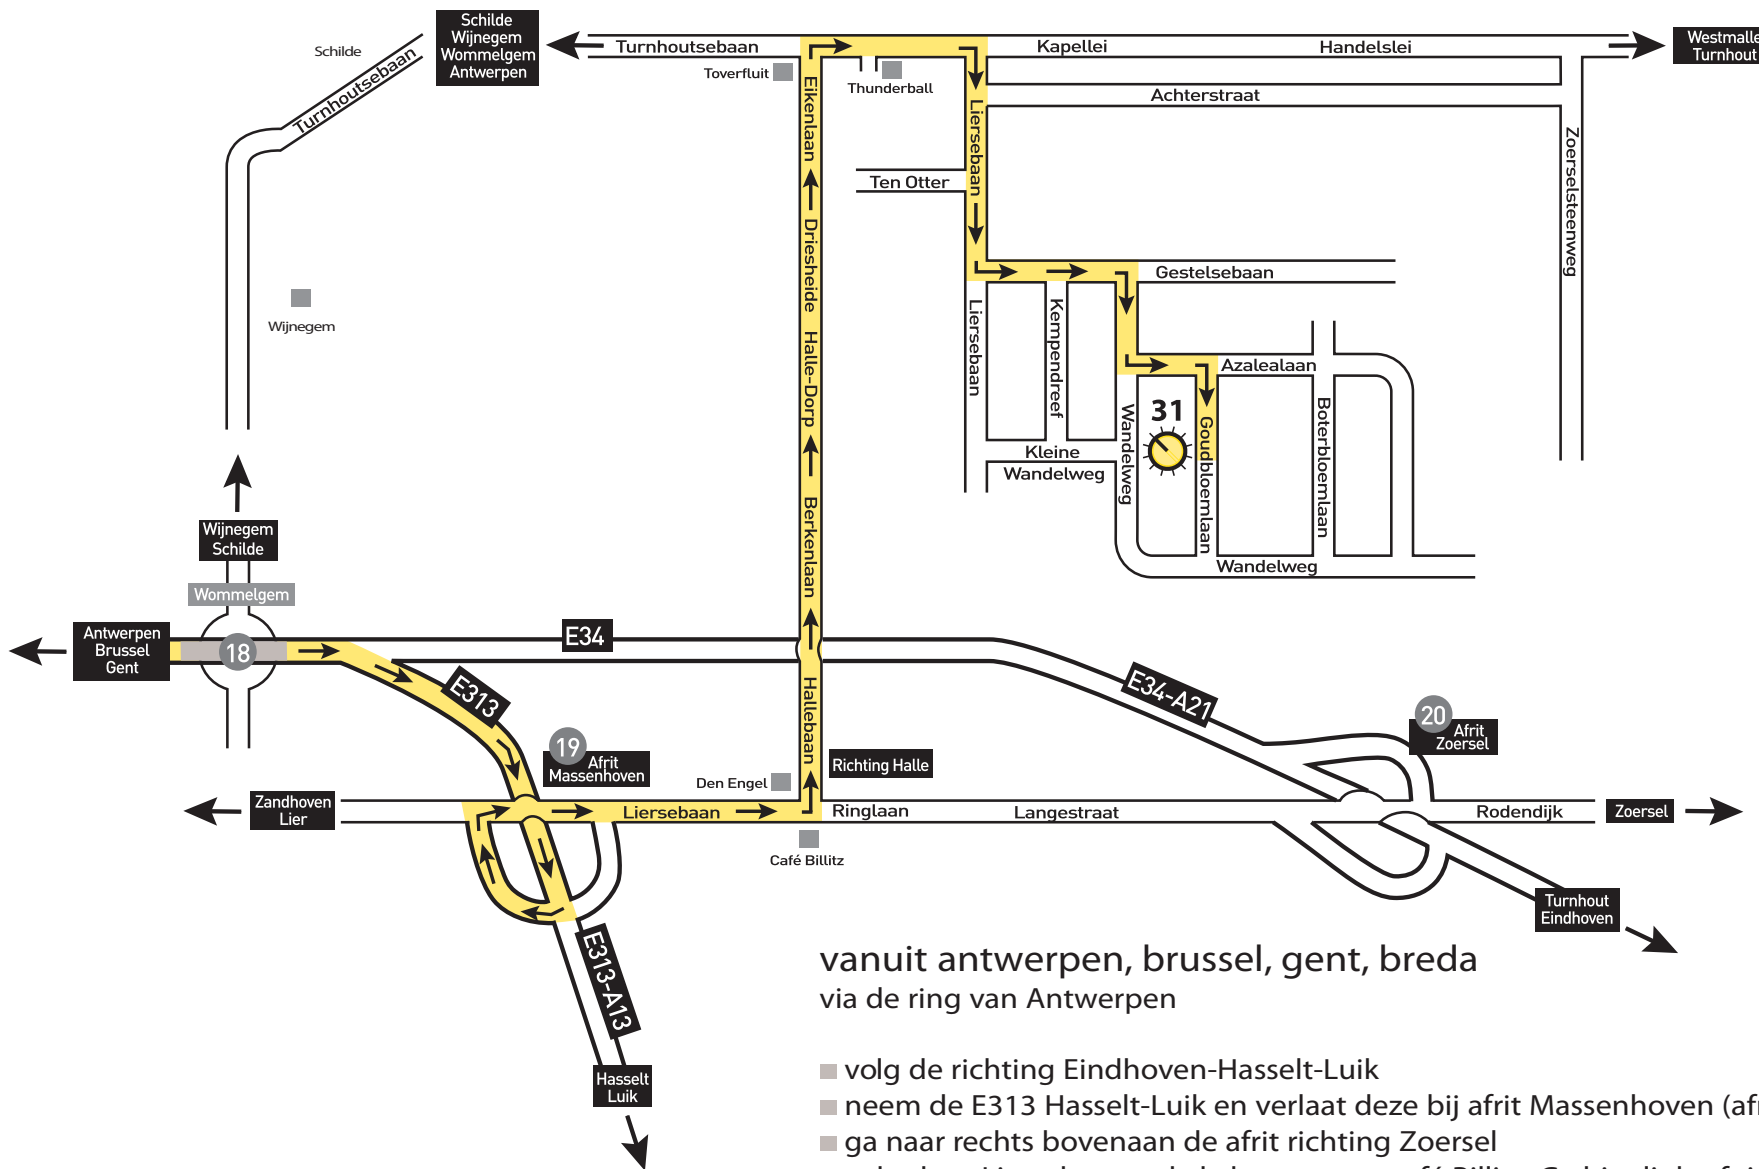 Schilde
Wijnegem
Wommelgem
Antwerpen
Schilde
Turnhoutsebaan
Turnhoutsebaan
Kapellei
Handelslei
Westmalle
Turnhout
Toverfluit
Thunderball
Eikenlaan
Liersebaan
Achterstraat
Zoerselsteenweg
Ten Otter
Driesheide
Gestelsebaan
Wijnegem
Halle-Dorp
Liersebaan
Kempendreef
Azalealaan
31
Wandelweg
Goudbloemlaan
Boterbloemlaan
Kleine
Wandelweg
Berkenlaan
Wandelweg
Wijnegem
Schilde
Wommelgem
Antwerpen
Brussel
Gent
18
E34
E313
Hallebaan
E34-A21
19
Afrit
Massenhoven
20
Afrit
Zoersel
Den Engel
Richting Halle
Zandhoven
Lier
Liersebaan
Ringlaan
Langestraat
Rodendijk
Zoersel
Café Billitz
Turnhout
Eindhoven
E313-A13
Hasselt
Luik
vanuit antwerpen, brussel, gent, breda
via de ring van Antwerpen
volg de richting Eindhoven-Hasselt-Luik
neem de E313 Hasselt-Luik en verlaat deze bij afrit Massenhoven (af
ga naar rechts bovenaan de afrit richting Zoersel